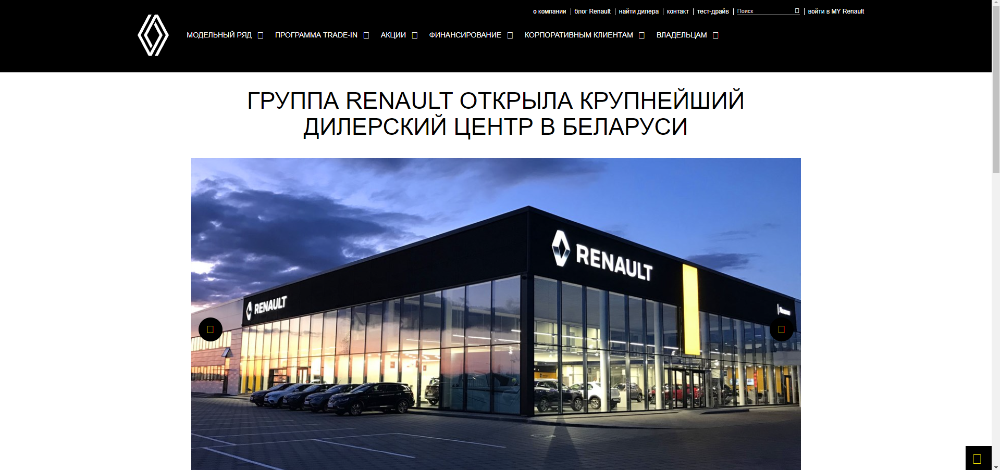 о компании
блог Renault
найти дилера
контакт
тест-драйв
Поиск
войти в MY Renault
МОДЕЛЬНЫЙ РЯД
ПРОГРАММА TRADE-IN
АКЦИИ
ФИНАНСИРОВАНИЕ
КОРПОРАТИВНЫМ КЛИЕНТАМ
ВЛАДЕЛЬЦАМ
ГРУППА RENAULT ОТКРЫЛА КРУПНЕЙШИЙ
ДИЛЕРСКИЙ ЦЕНТР В БЕЛАРУСИ
RENAULT
RENAULT